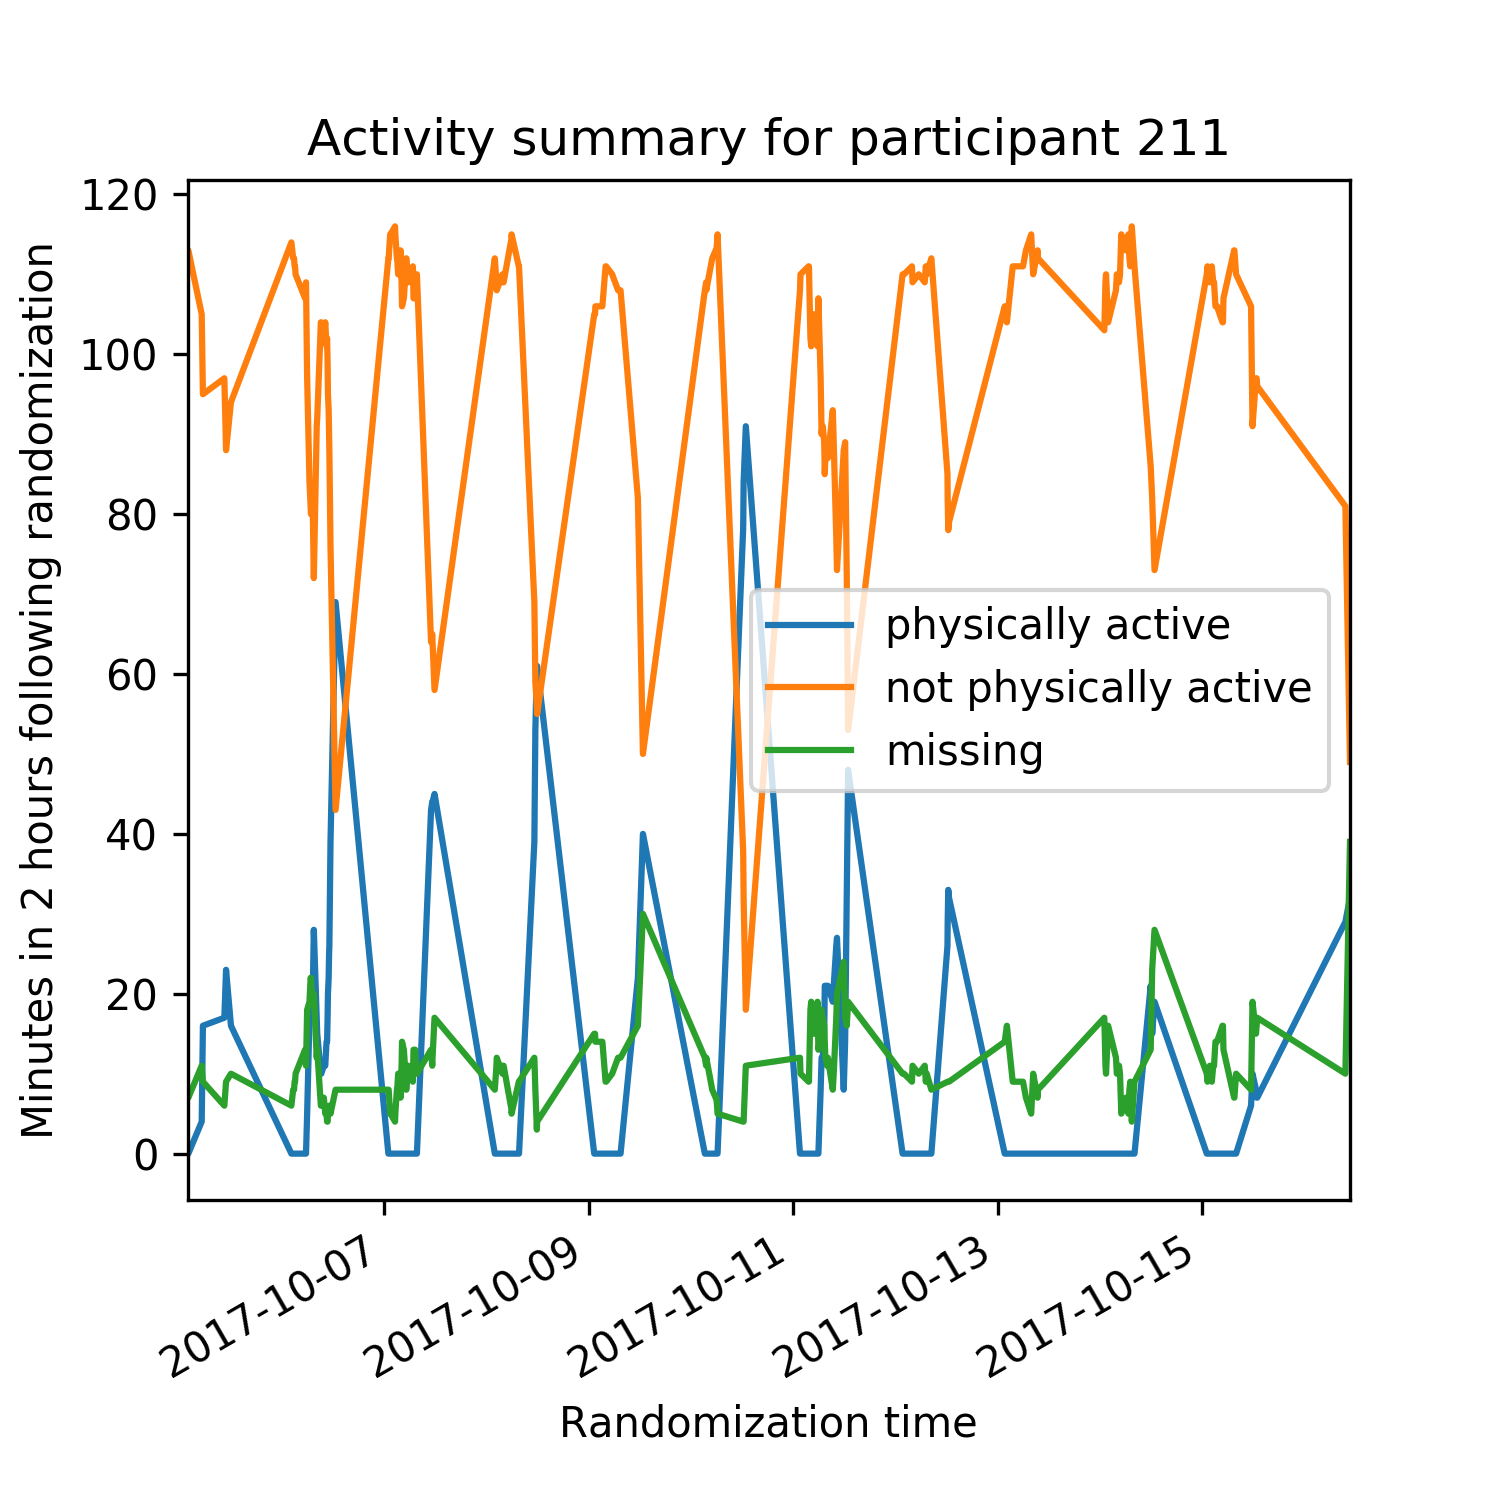 Activity summary for participant 211
Minutes in 2 hours following randomization
120
100
80
60
40
20
0
physically active
not physically active
missing
2017-10-07
2017-10-09
2017-10-11
2017-10-13
2017-10-15
Randomization time